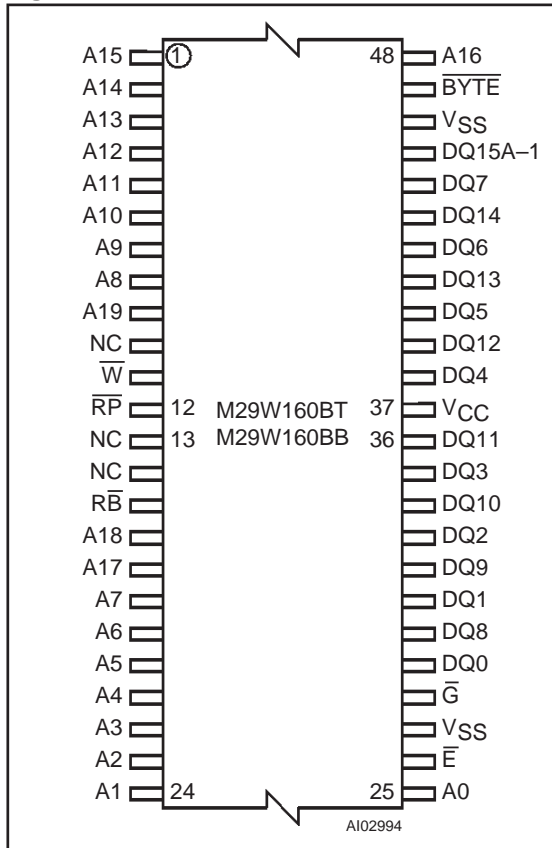 A15 1 48 A16
A14 B̅Y̅T̅E̅
A13 VSS
A12 DQ15A–1
A11 DQ7
A10 DQ14
A9 DQ6
A8 DQ13
A19 DQ5
NC DQ12
W̅ DQ4
R̅P̅ 12 M29W160BT 37 VCC
NC 13 M29W160BB 36 DQ11
NC DQ3
RB̅ DQ10
A18 DQ2
A17 DQ9
A7 DQ1
A6 DQ8
A5 DQ0
A4 G̅
A3 VSS
A2 E̅
A1 24 25 A0
AI02994